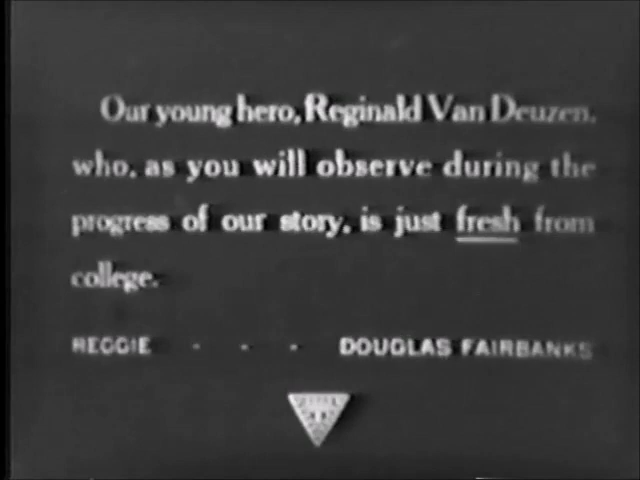 Our young hero, Reginald Van Deuzen,
who, as you will observe during the
progress of our story, is just fresh from
college.
REGGIE - - - DOUGLAS FAIRBANKS